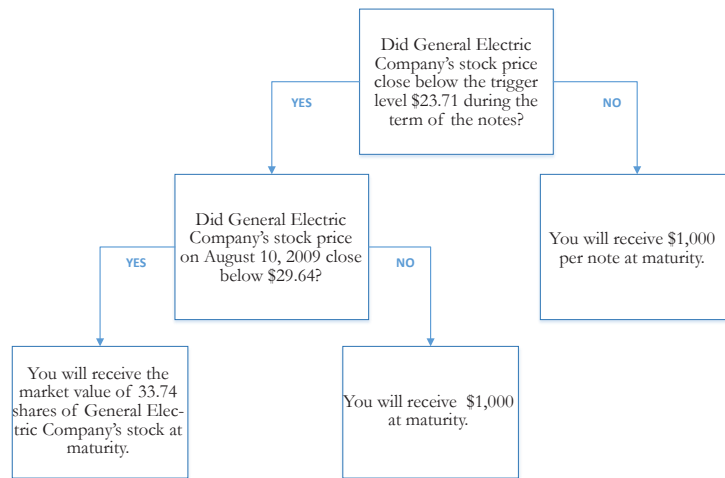 Did General Electric
Company's stock price
close below the trigger
level $23.71 during the
term of the notes?
YES
NO
Did General Electric
Company's stock price
on August 10, 2009 close
below $29.64?
You will receive $1,000
per note at maturity.
YES
NO
You will receive the
market value of 33.74
shares of General Elec-
tric Company's stock at
maturity.
You will receive $1,000
at maturity.